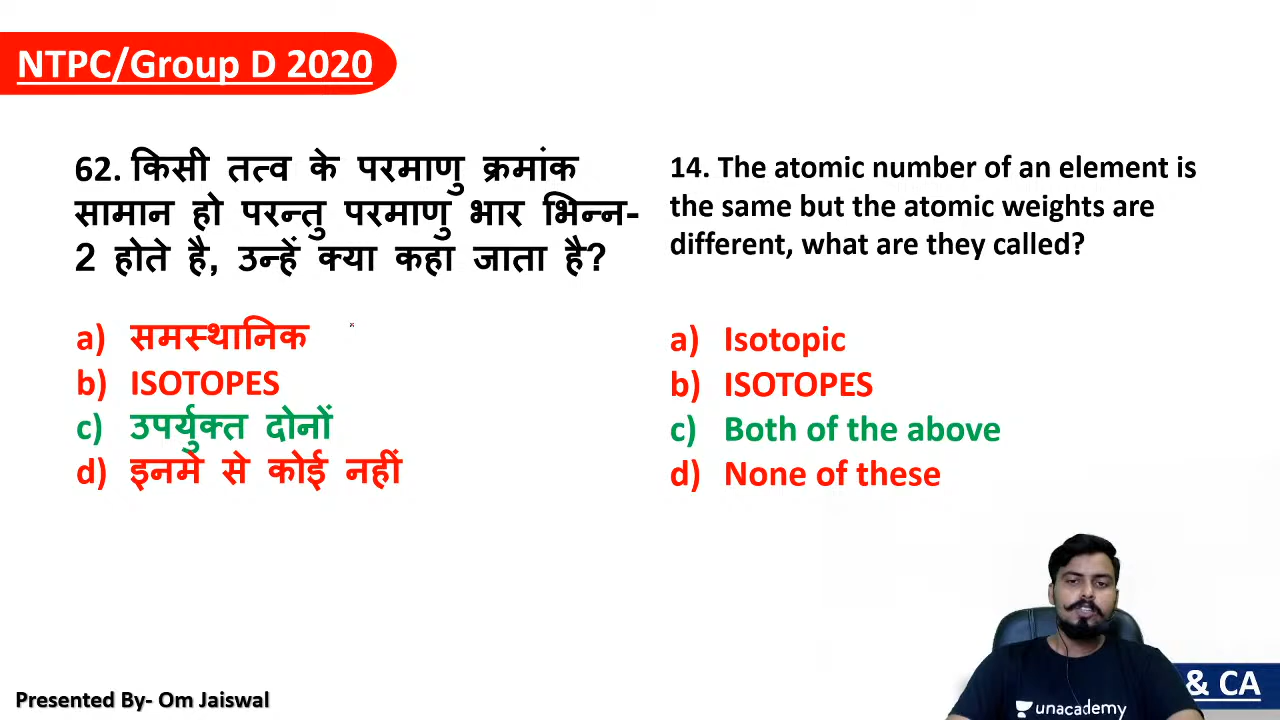 NTPC/Group D 2020
62. किसी तत्व के परमाणु क्रमांक
सामान हो परन्तु परमाणु भार भिन्न-
2 होते है, उन्हें क्या कहा जाता है?
a) समस्थानिक
b) ISOTOPES
c) उपर्युक्त दोनों
d) इनमे से कोई नहीं
14. The atomic number of an element is
the same but the atomic weights are
different, what are they called?
a) Isotopic
b) ISOTOPES
c) Both of the above
d) None of these
Presented By- Om Jaiswal
& CA
unacademy